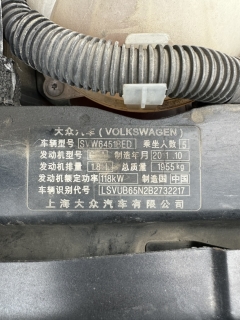 大众汽车(VOLKSWAGEN)
车辆型号 SVW6451BED 乘坐人数 5
发动机型号 制造年月 2011.10
发动机排量 1.8 L 总质量 1955 kg
发动机额定功率 118kW 制造国 中国
车辆识别代号 LSVUB65N2B2732217
上海大众汽车有限公司